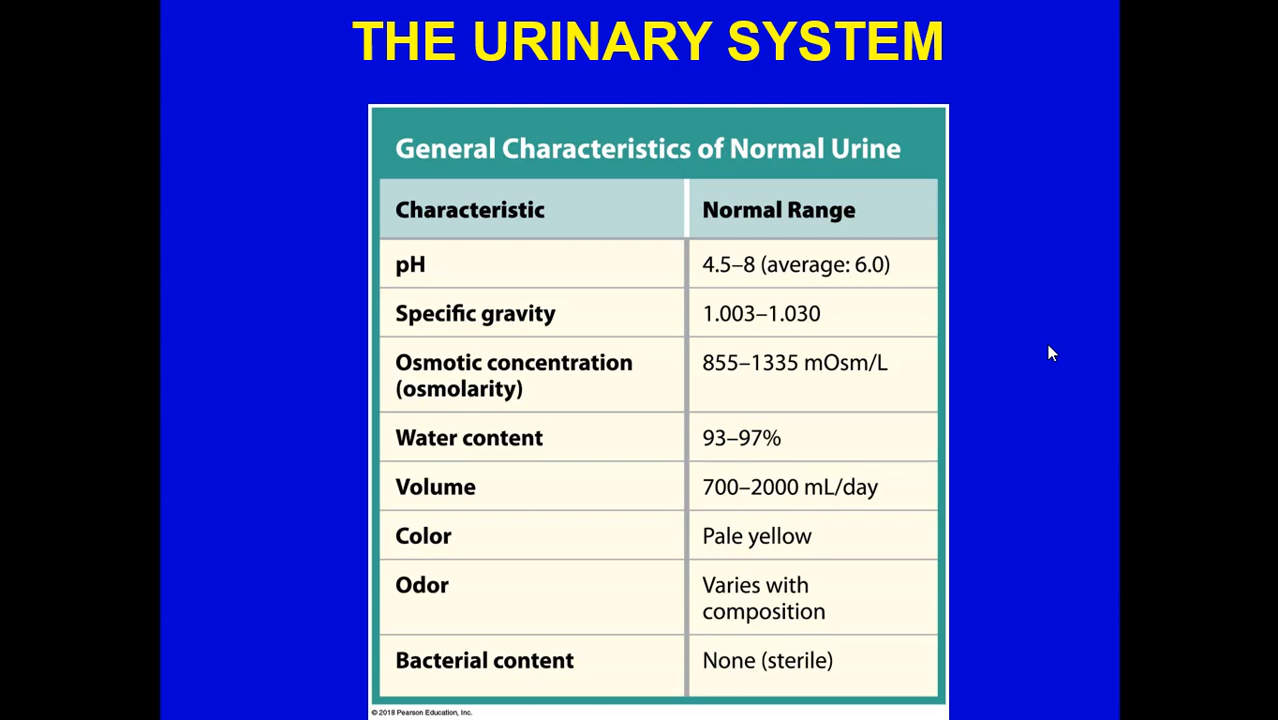 THE URINARY SYSTEM
General Characteristics of Normal Urine
Characteristic Normal Range
pH 4.5–8 (average: 6.0)
Specific gravity 1.003–1.030
Osmotic concentration 855–1335 mOsm/L
(osmolarity)
Water content 93–97%
Volume 700–2000 mL/day
Color Pale yellow
Odor Varies with
composition
Bacterial content None (sterile)
© 2018 Pearson Education, Inc.